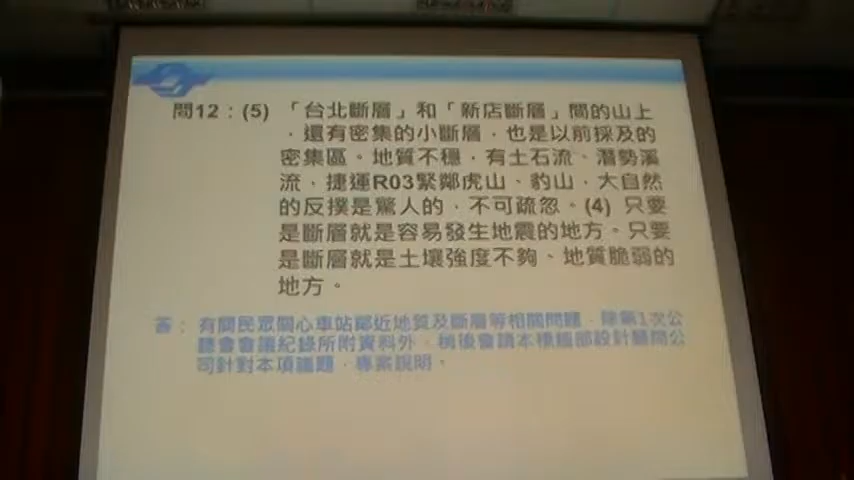 問12：(5) 「台北斷層」和「新店斷層」間的山上
，還有密集的小斷層，也是以前採及的
密集區。地質不穩，有土石流、潛勢溪
流，捷運R03緊鄰虎山、豹山，大自然
的反撲是驚人的，不可疏忽。(4) 只要
是斷層就是容易發生地震的地方。只要
是斷層就是土壤強度不夠、地質脆弱的
地方。
答： 有關民眾關心車站鄰近地質及斷層等相關問題，除第1次公
聽會會議紀錄所附資料外，稍後會請本標細部設計顧問公
司針對本項議題，專案說明。